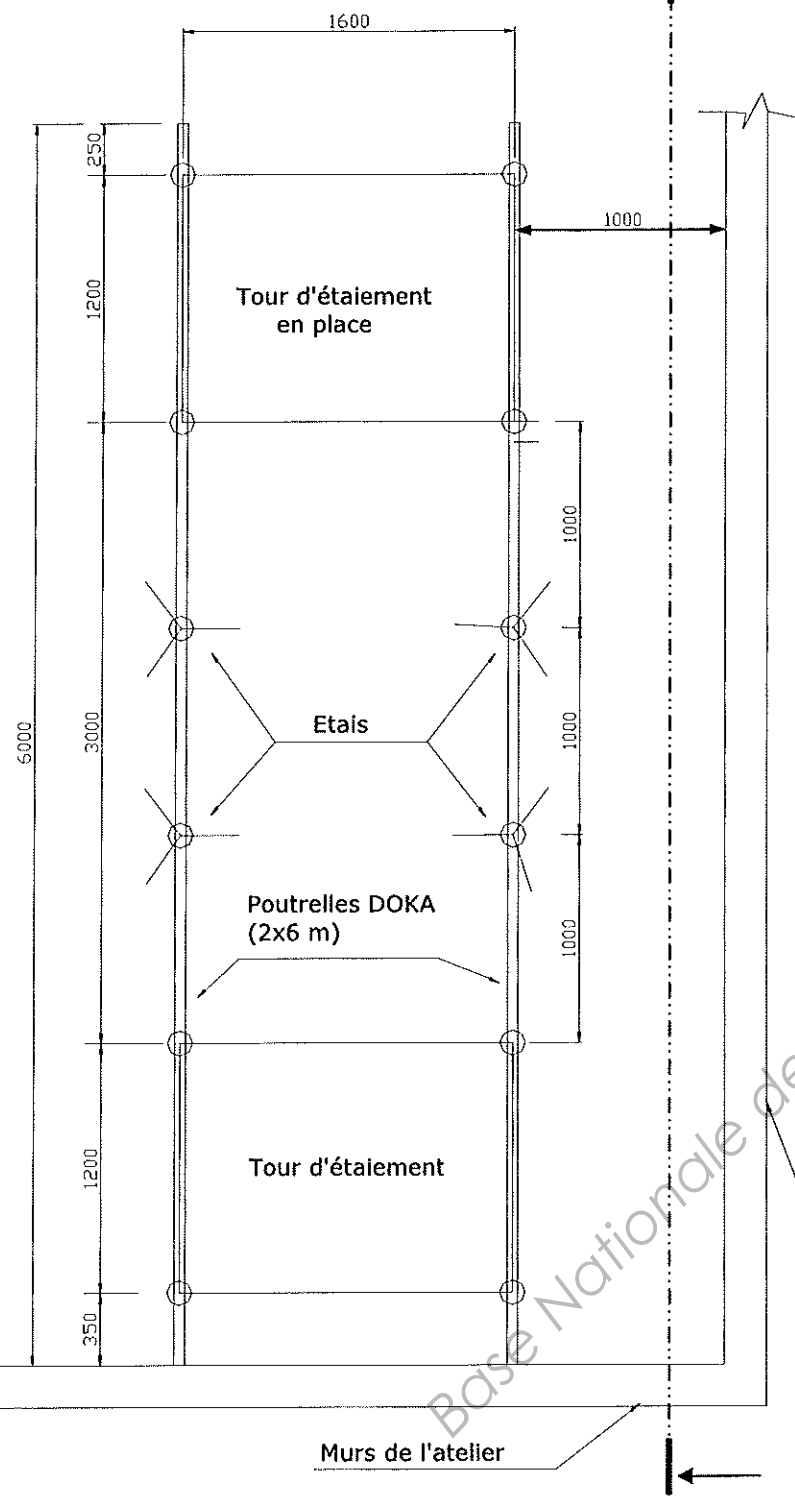 1600
250
1000
1200
Tour d'étaiement
en place
1000
6000
3000
Etais
1000
Poutrelles DOKA
(2x6 m)
1000
1200
Tour d'étaiement
350
Base Nationale de
Murs de l'atelier